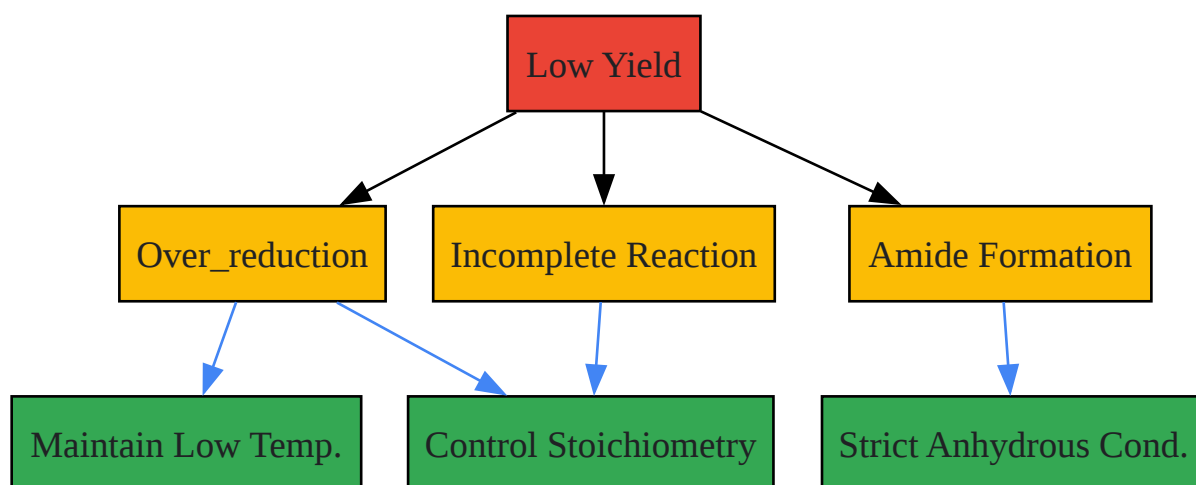 Low Yield
Over_reduction
Incomplete Reaction
Amide Formation
Maintain Low Temp.
Control Stoichiometry
Strict Anhydrous Cond.